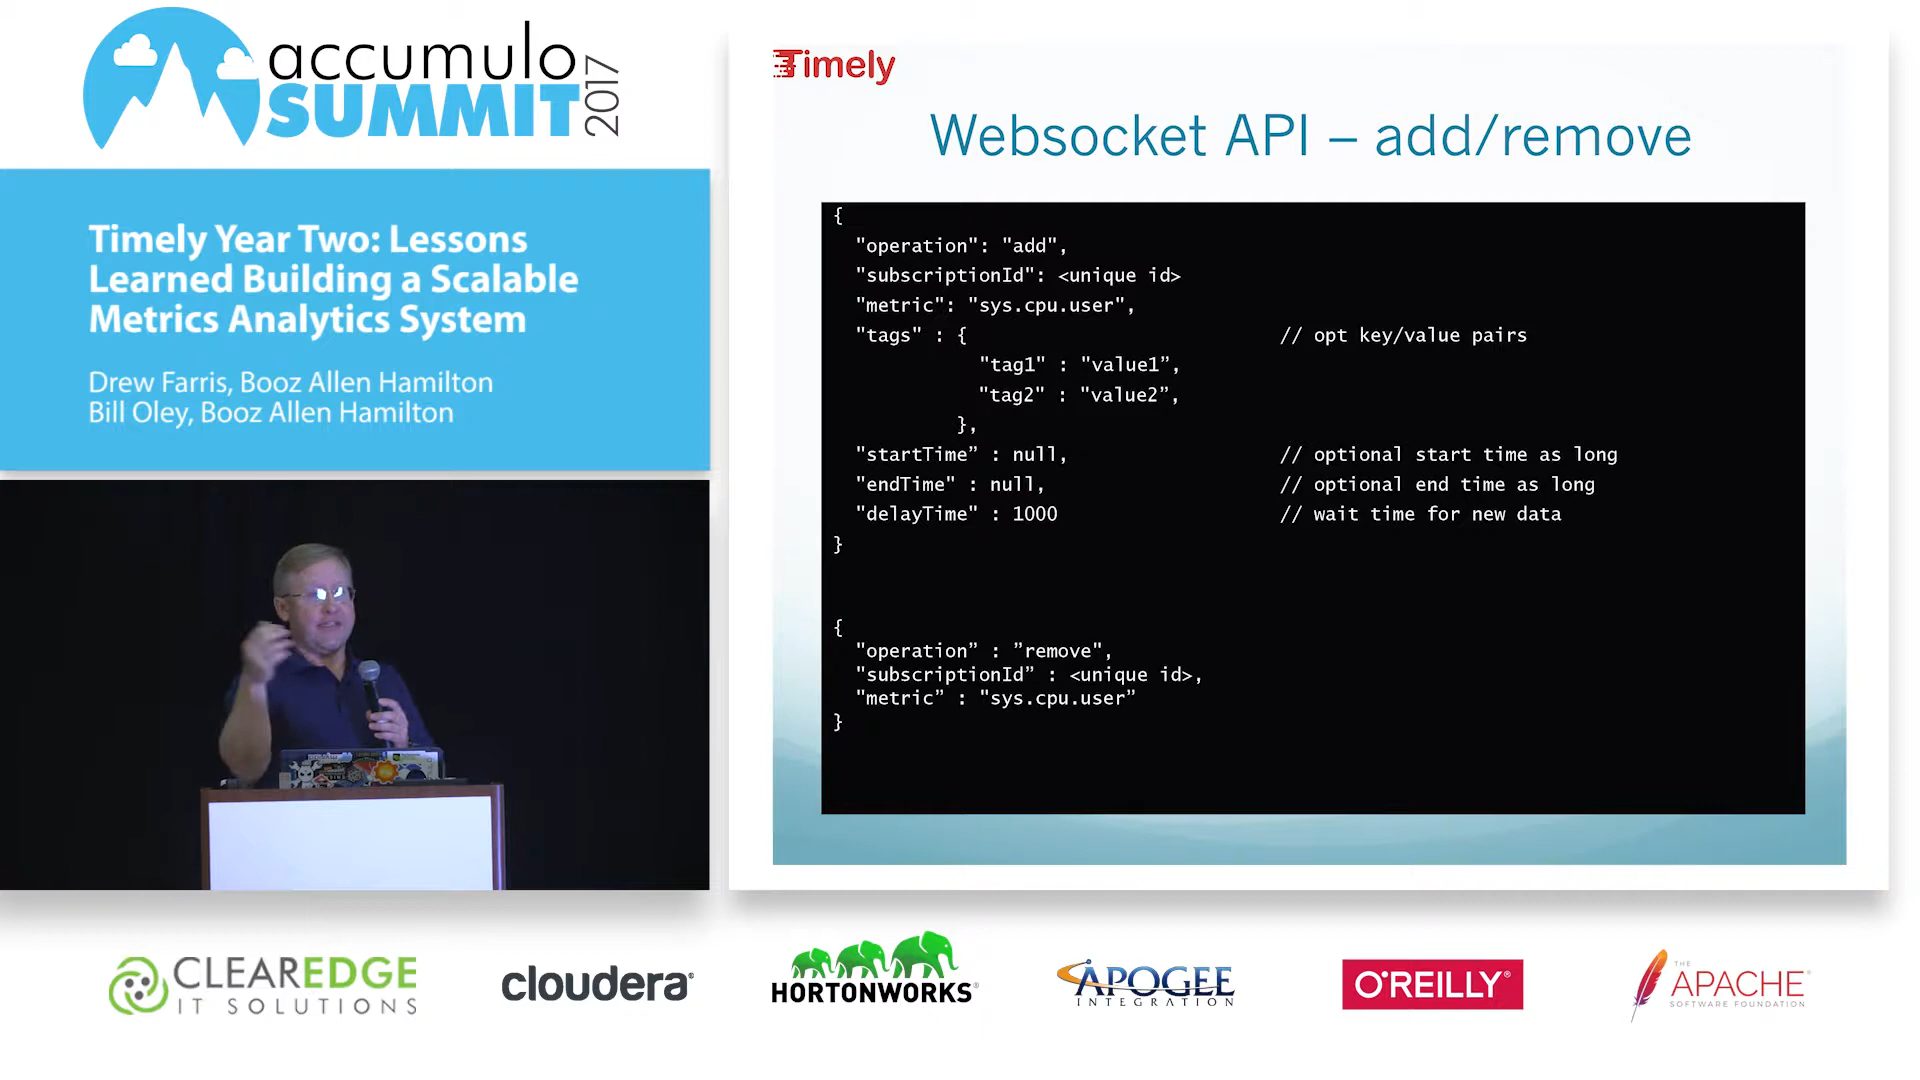 accumulo
SUMMIT
2017
Timely Year Two: Lessons
Learned Building a Scalable
Metrics Analytics System
Drew Farris, Booz Allen Hamilton
Bill Oley, Booz Allen Hamilton
Timely
Websocket API – add/remove
{
"operation": "add",
"subscriptionId": <unique id>
"metric": "sys.cpu.user",
"tags" : { // opt key/value pairs
"tag1" : "value1”,
"tag2" : "value2”,
},
"startTime” : null, // optional start time as long
"endTime" : null, // optional end time as long
"delayTime" : 1000 // wait time for new data
}
{
"operation” : ”remove",
"subscriptionId” : <unique id>,
"metric” : "sys.cpu.user”
}
CLEAREDGE
IT SOLUTIONS
cloudera®
HORTONWORKS®
APOGEE
INTEGRATION
O'REILLY®
THE
APACHE®
SOFTWARE FOUNDATION